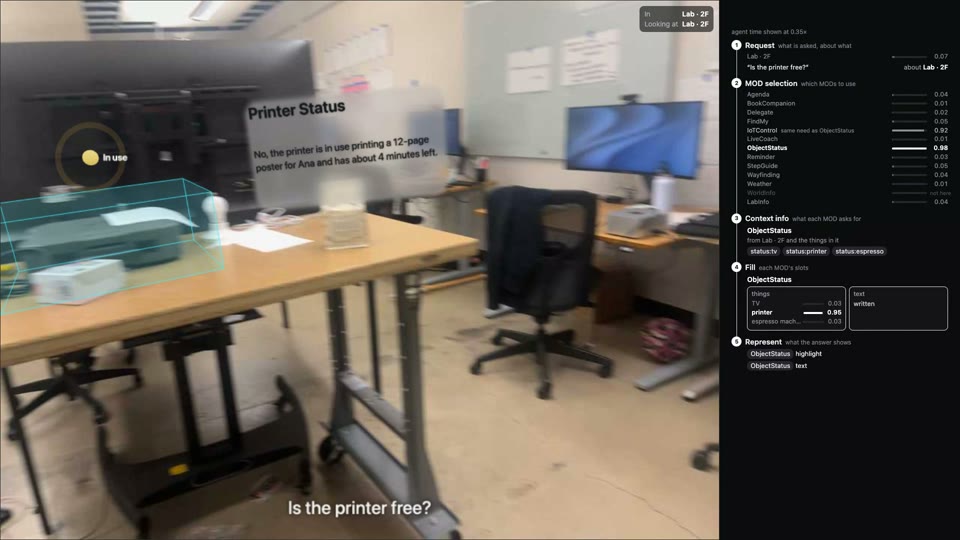 In Lab · 2F
Looking at Lab · 2F
Printer Status
No, the printer is in use printing a 12-page
poster for Ana and has about 4 minutes left.
In use
Is the printer free?
agent time shown at 0.35×
1 Request what is asked, about what
Lab · 2F 0.07
“Is the printer free?” about Lab · 2F
2 MOD selection which MODs to use
Agenda 0.04
BookCompanion 0.01
Delegate 0.02
FindMy 0.05
IoTControl same need as ObjectStatus 0.92
LiveCoach 0.01
ObjectStatus 0.98
Reminder 0.03
StepGuide 0.05
Wayfinding 0.04
Weather 0.01
WorldInfo not here
LabInfo 0.04
3 Context info what each MOD asks for
ObjectStatus
from Lab · 2F and the things in it
status:tv status:printer status:espresso
4 Fill each MOD's slots
ObjectStatus
things
TV 0.03
printer 0.95
espresso mach... 0.03
text
written
5 Represent what the answer shows
ObjectStatus highlight
ObjectStatus text